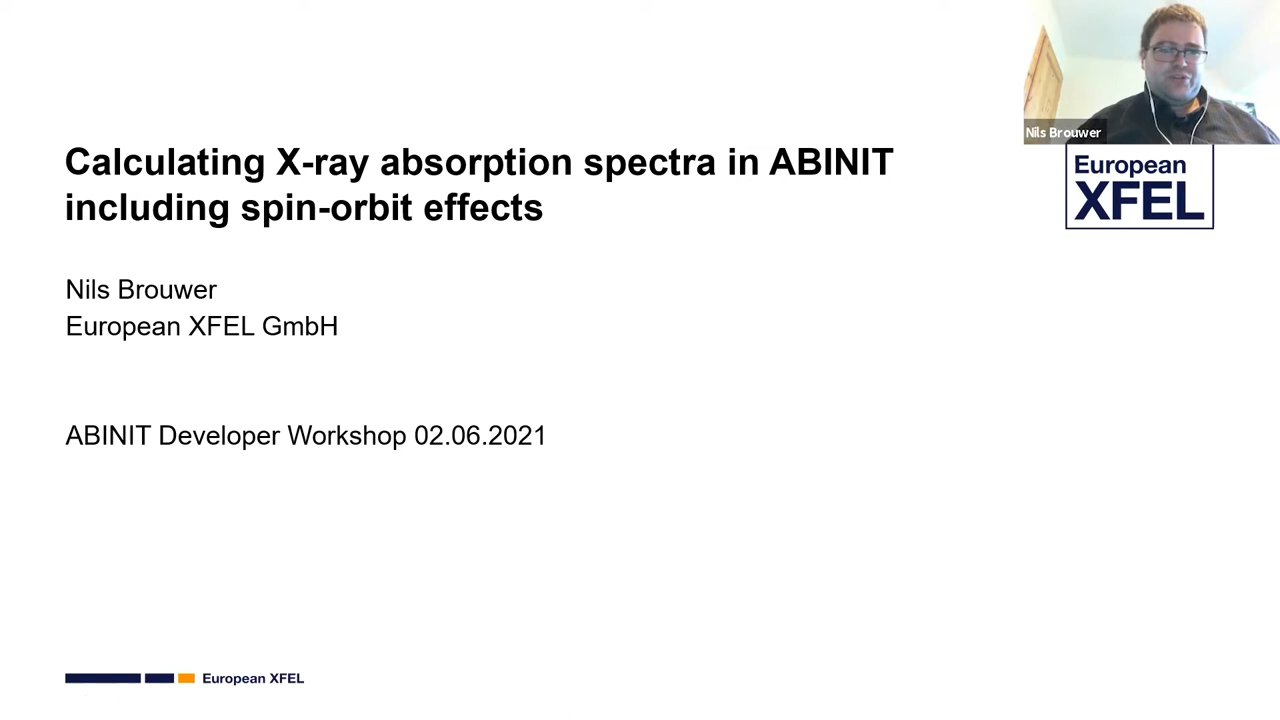 Calculating X-ray absorption spectra in ABINIT
including spin-orbit effects
Nils Brouwer
European
XFEL
Nils Brouwer
European XFEL GmbH
ABINIT Developer Workshop 02.06.2021
European XFEL